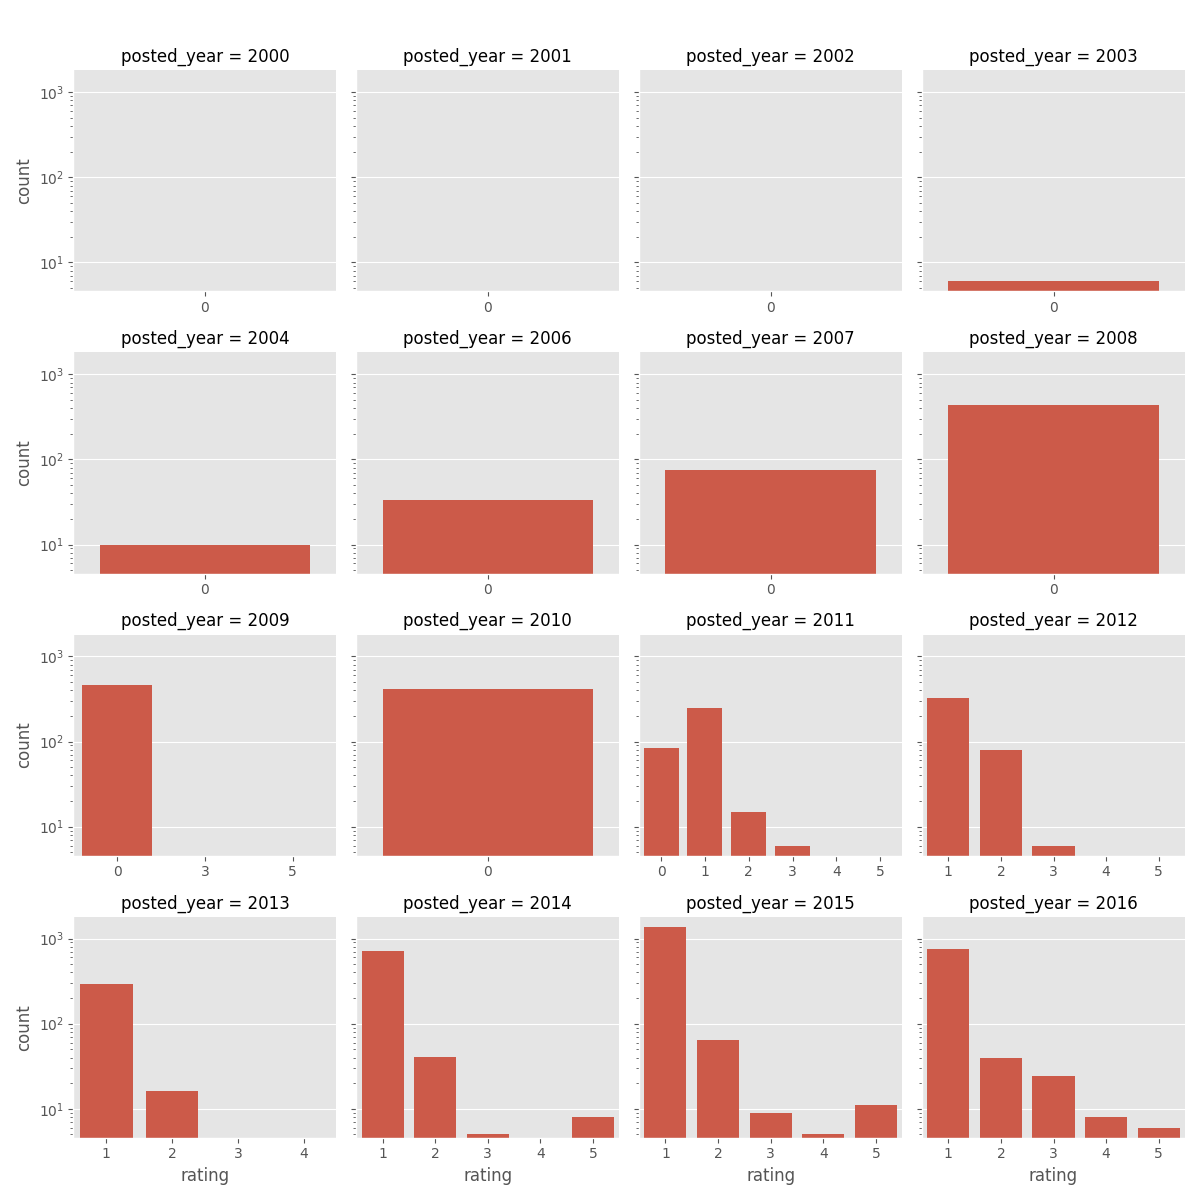 posted_year = 2000 posted_year = 2001 posted_year = 2002 posted_year = 2003
10³
10²
10¹
count
0 0 0 0
posted_year = 2004 posted_year = 2006 posted_year = 2007 posted_year = 2008
10³
10²
10¹
count
0 0 0 0
posted_year = 2009 posted_year = 2010 posted_year = 2011 posted_year = 2012
10³
10²
10¹
count
0 3 5 0 0 1 2 3 4 5 1 2 3 4 5
posted_year = 2013 posted_year = 2014 posted_year = 2015 posted_year = 2016
10³
10²
10¹
count
1 2 3 4 1 2 3 4 5 1 2 3 4 5 1 2 3 4 5
rating rating rating rating